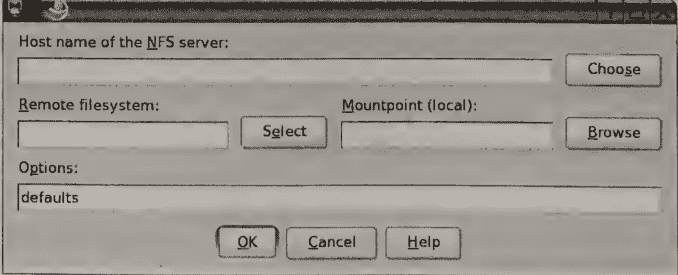 Host name of the NFS server:
Choose
Remote filesystem:
Mountpoint (local):
Select
Browse
Options:
defaults
OK
Cancel
Help